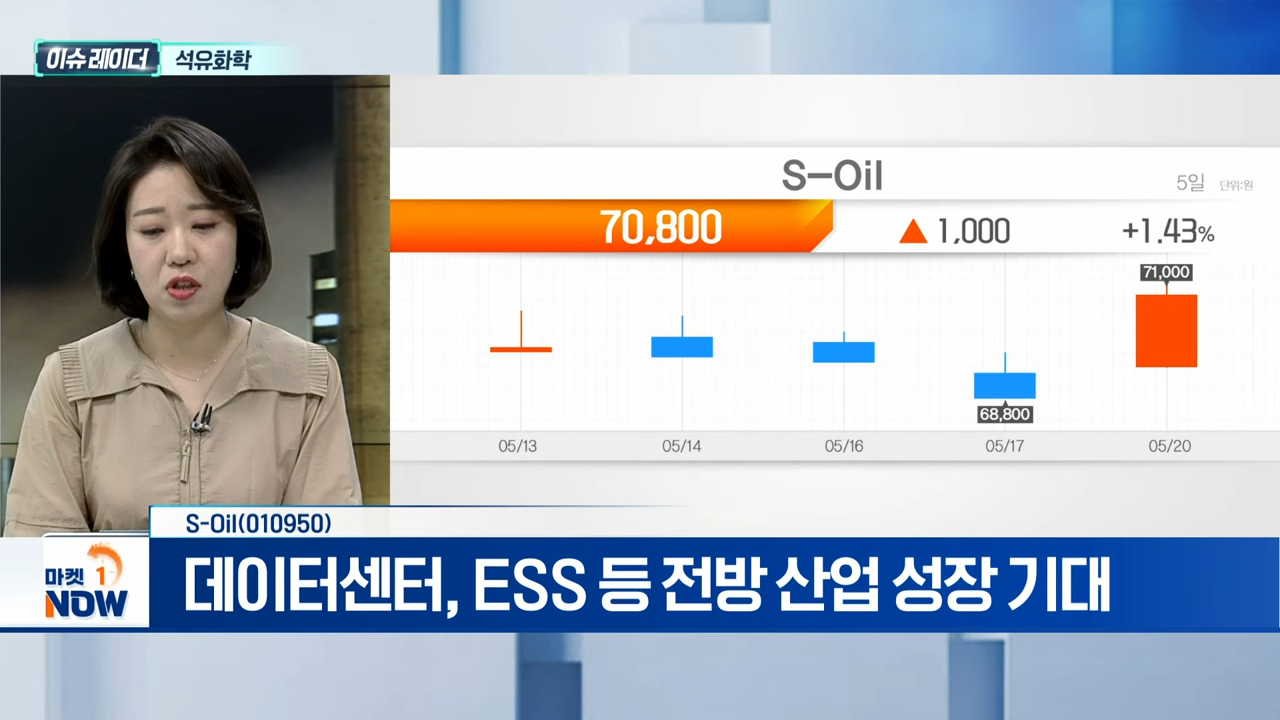 이슈 레이더 석유화학
S-Oil
5일 단위:원
70,800 ▲ 1,000 +1.43%
71,000
68,800
05/13 05/14 05/16 05/17 05/20
S-Oil(010950)
마켓 1
NOW
데이터센터, ESS 등 전방 산업 성장 기대